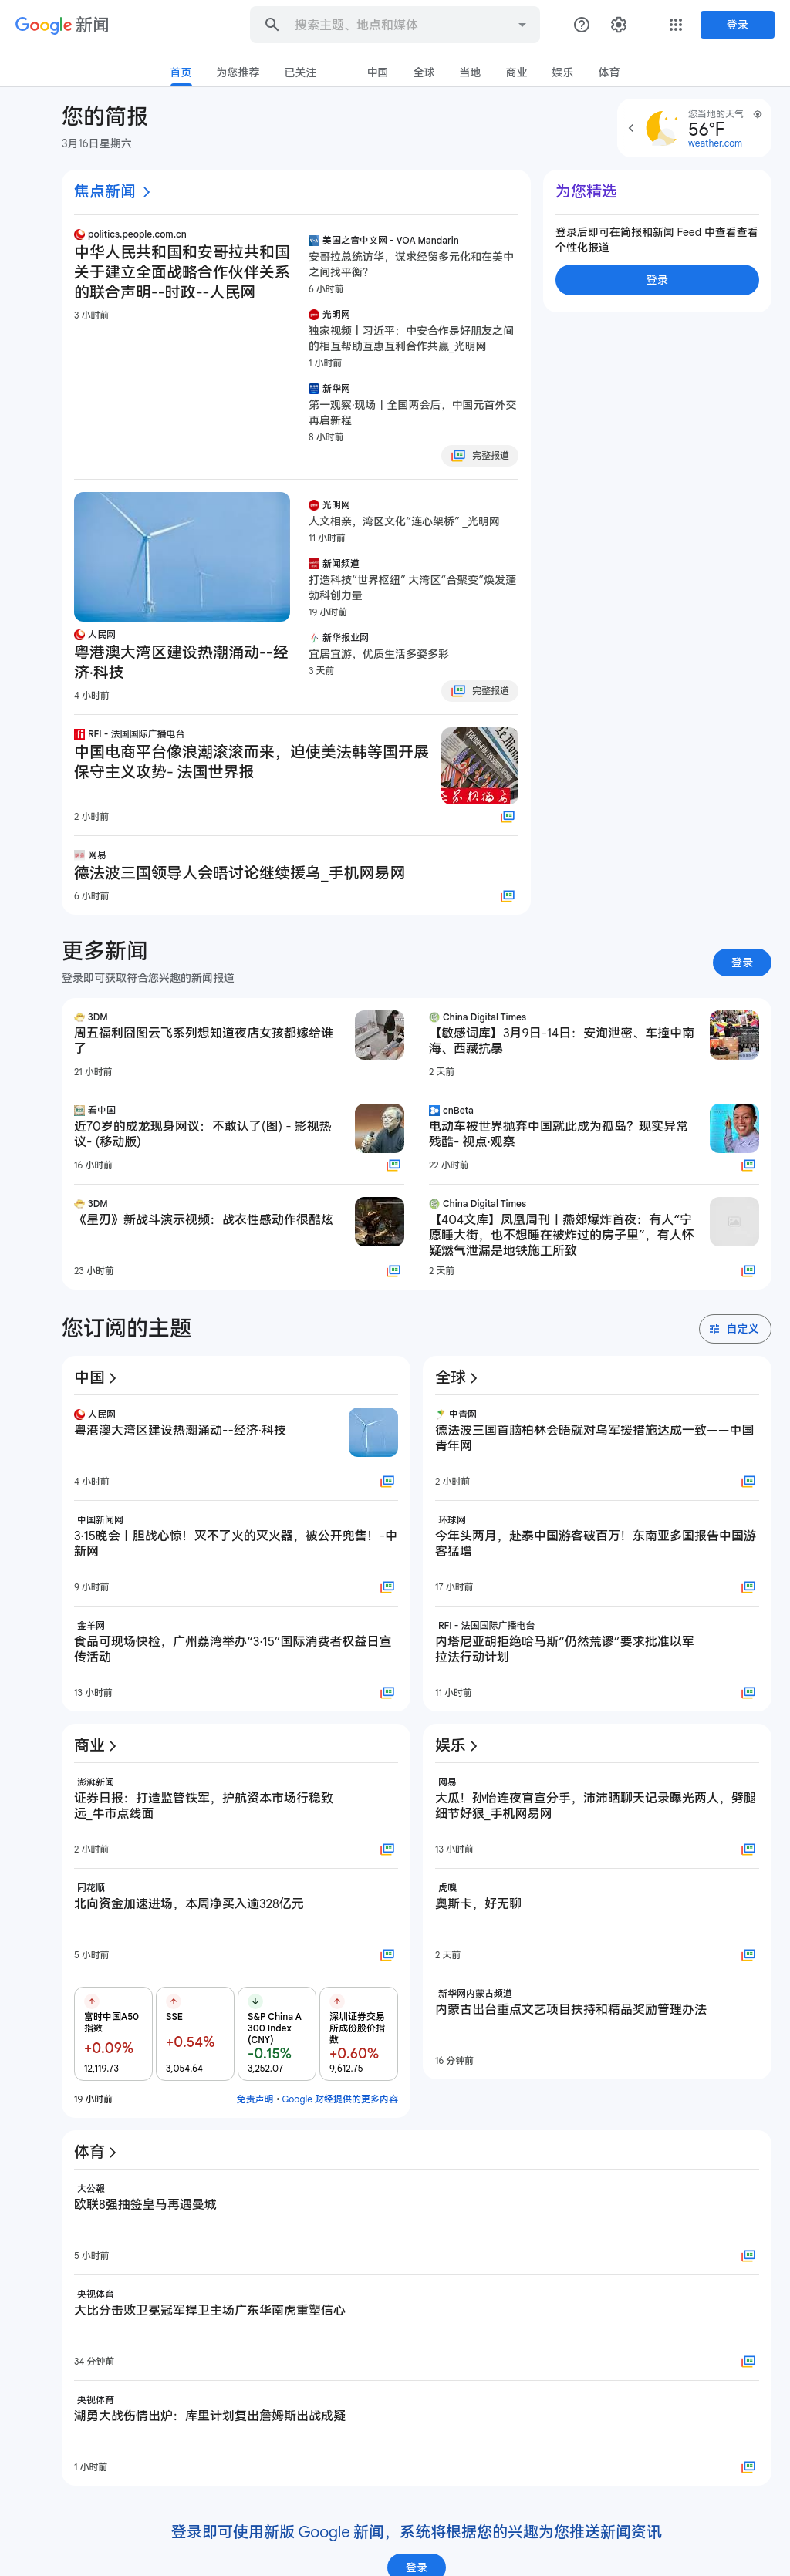 Google 新闻
搜索主题、地点和媒体
登录
首页
为您推荐
已关注
中国
全球
当地
商业
娱乐
体育
您的简报
3月16日星期六
您当地的天气
56°F
weather.com
焦点新闻
politics.people.com.cn
中华人民共和国和安哥拉共和国
关于建立全面战略合作伙伴关系
的联合声明--时政--人民网
3 小时前
美国之音中文网 - VOA Mandarin
安哥拉总统访华，谋求经贸多元化和在美中
之间找平衡？
6 小时前
光明网
独家视频丨习近平：中安合作是好朋友之间
的相互帮助互惠互利合作共赢_光明网
1 小时前
新华网
第一观察·现场丨全国两会后，中国元首外交
再启新程
8 小时前
完整报道
为您精选
登录后即可在简报和新闻 Feed 中查看查看
个性化报道
登录
人民网
粤港澳大湾区建设热潮涌动--经
济·科技
4 小时前
光明网
人文相亲，湾区文化“连心架桥” _光明网
11 小时前
新闻频道
打造科技“世界枢纽” 大湾区“合聚变”焕发蓬
勃科创力量
19 小时前
新华报业网
宜居宜游，优质生活多姿多彩
3 天前
完整报道
RFI - 法国国际广播电台
中国电商平台像浪潮滚滚而来，迫使美法韩等国开展
保守主义攻势- 法国世界报
2 小时前
网易
德法波三国领导人会晤讨论继续援乌_手机网易网
6 小时前
更多新闻
登录即可获取符合您兴趣的新闻报道
登录
3DM
周五福利囧图云飞系列想知道夜店女孩都嫁给谁
了
21 小时前
看中国
近70岁的成龙现身网议：不敢认了(图) - 影视热
议- (移动版)
16 小时前
3DM
《星刃》新战斗演示视频：战衣性感动作很酷炫
23 小时前
China Digital Times
【敏感词库】3月9日-14日：安洵泄密、车撞中南
海、西藏抗暴
2 天前
cnBeta
电动车被世界抛弃中国就此成为孤岛？现实异常
残酷- 视点·观察
22 小时前
China Digital Times
【404文库】凤凰周刊丨燕郊爆炸首夜：有人“宁
愿睡大街，也不想睡在被炸过的房子里”，有人怀
疑燃气泄漏是地铁施工所致
2 天前
您订阅的主题
自定义
中国
人民网
粤港澳大湾区建设热潮涌动--经济·科技
4 小时前
中国新闻网
3·15晚会丨胆战心惊！灭不了火的灭火器，被公开兜售！-中
新网
9 小时前
金羊网
食品可现场快检，广州荔湾举办“3·15”国际消费者权益日宣
传活动
13 小时前
全球
中青网
德法波三国首脑柏林会晤就对乌军援措施达成一致——中国
青年网
2 小时前
环球网
今年头两月，赴泰中国游客破百万！东南亚多国报告中国游
客猛增
17 小时前
RFI - 法国国际广播电台
内塔尼亚胡拒绝哈马斯“仍然荒谬”要求批准以军
拉法行动计划
11 小时前
商业
澎湃新闻
证券日报：打造监管铁军，护航资本市场行稳致
远_牛市点线面
2 小时前
同花顺
北向资金加速进场，本周净买入逾328亿元
5 小时前
富时中国A50
指数
+0.09%
12,119.73
SSE
+0.54%
3,054.64
S&P China A
300 Index
(CNY)
-0.15%
3,252.07
深圳证券交易
所成份股价指
数
+0.60%
9,612.75
19 小时前
免责声明 • Google 财经提供的更多内容
娱乐
网易
大瓜！孙怡连夜官宣分手，沛沛晒聊天记录曝光两人，劈腿
细节好狠_手机网易网
13 小时前
虎嗅
奥斯卡，好无聊
2 天前
新华网内蒙古频道
内蒙古出台重点文艺项目扶持和精品奖励管理办法
16 分钟前
体育
大公報
欧联8强抽签皇马再遇曼城
5 小时前
央视体育
大比分击败卫冕冠军捍卫主场广东华南虎重塑信心
34 分钟前
央视体育
湖勇大战伤情出炉：库里计划复出詹姆斯出战成疑
1 小时前
登录即可使用新版 Google 新闻，系统将根据您的兴趣为您推送新闻资讯
登录